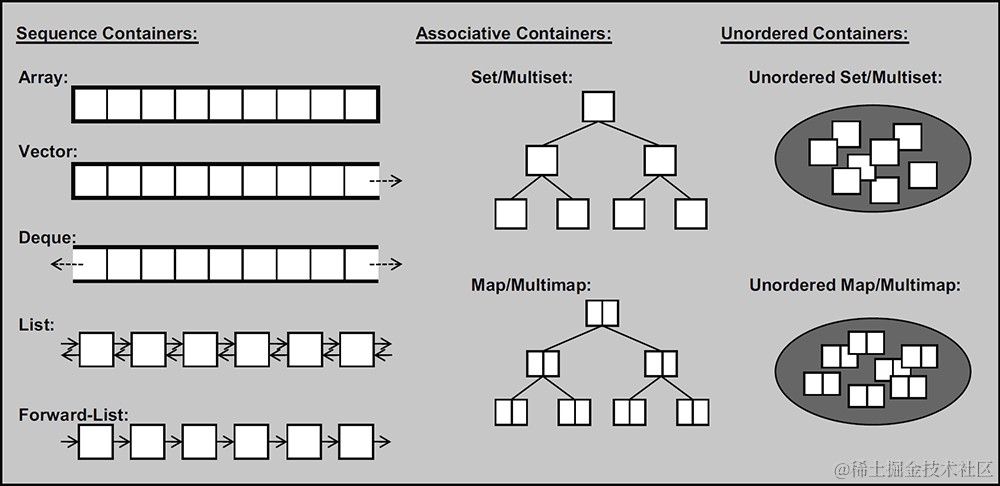 Sequence Containers:
Array:
Vector:
Deque:
List:
Forward-List:
Associative Containers:
Set/Multiset:
Map/Multimap:
Unordered Containers:
Unordered Set/Multiset:
Unordered Map/Multimap:
@稀土掘金技术社区